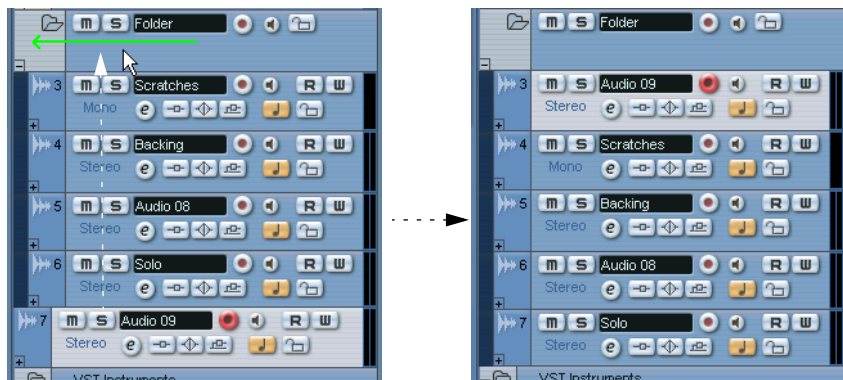 m S Folder
3 m S Scratches R W
Mono e
4 m S Backing R W
Stereo e
5 m S Audio 08 R W
Stereo e
6 m S Solo R W
Stereo e
7 m S Audio 09 R W
Stereo e
VST Instruments
m S Folder
3 m S Audio 09 R W
Stereo e
4 m S Scratches R W
Mono e
5 m S Backing R W
Stereo e
6 m S Audio 08 R W
Stereo e
7 m S Solo R W
Stereo e
VST Instruments